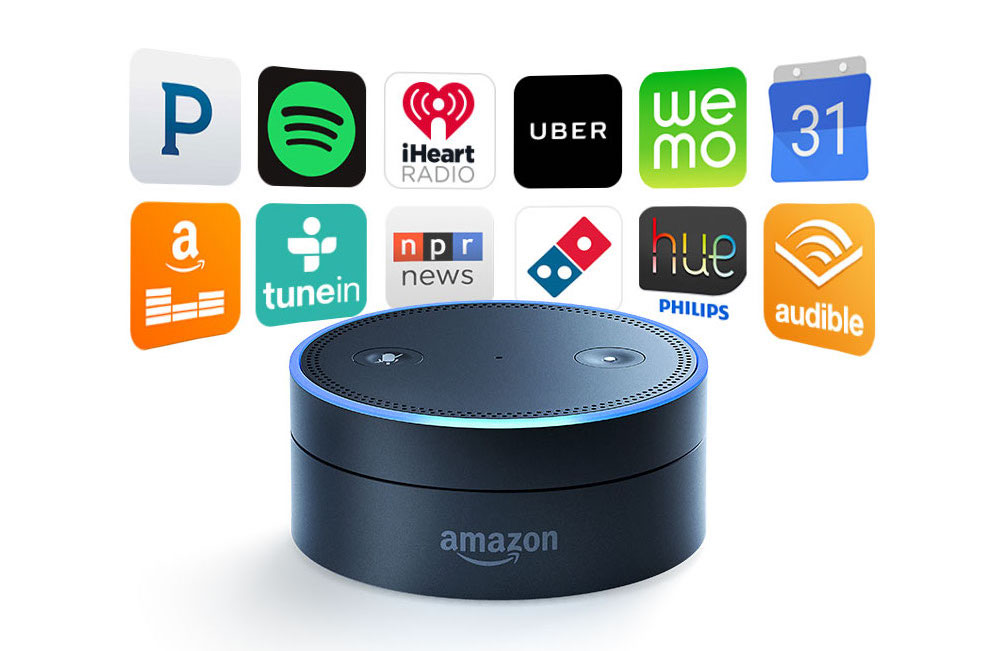 P
iHeart
RADIO
UBER
we
mo
31
a
tunein
npr
news
hue
PHILIPS
audible
amazon